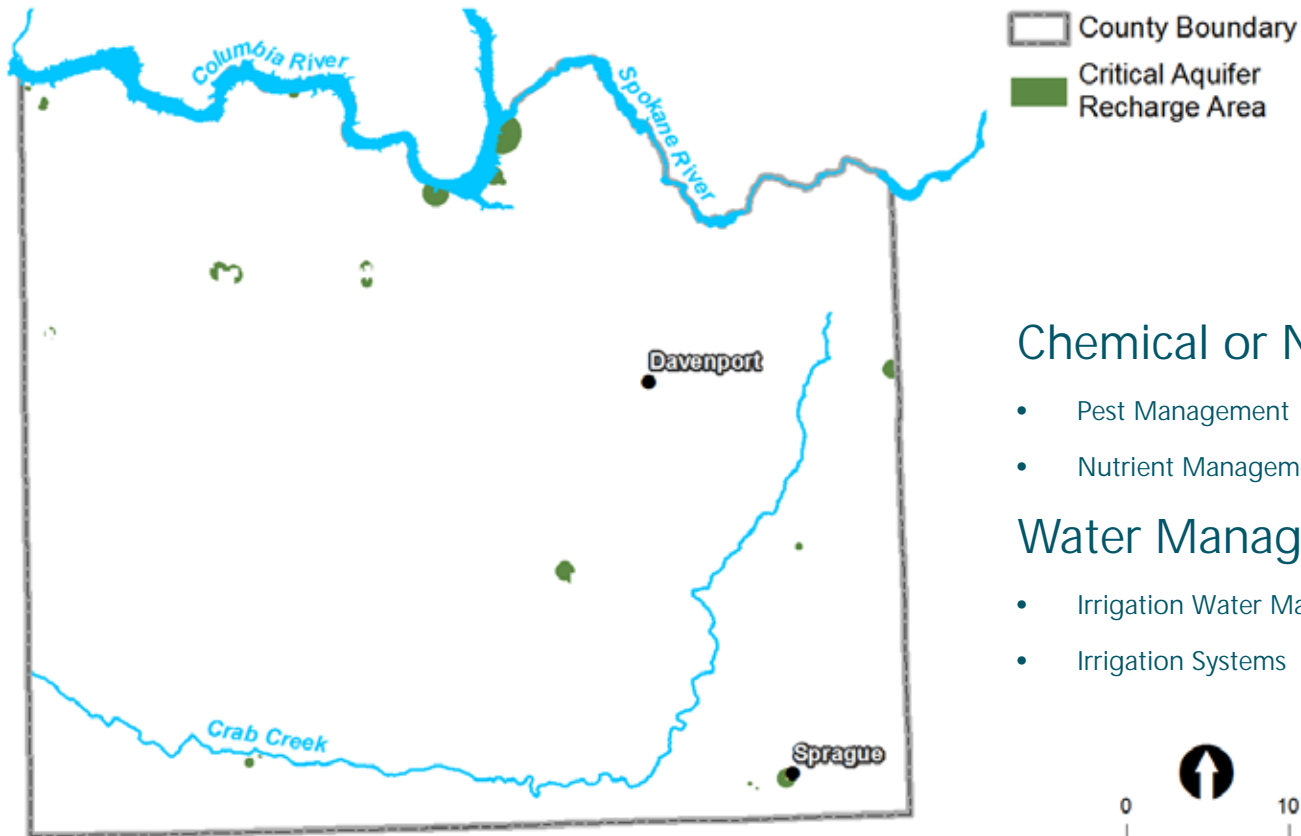 County Boundary
Critical Aquifer
Recharge Area
Columbia River
Spokane River
Davenport
Crab Creek
Sprague
Chemical or N
• Pest Management
• Nutrient Managem
Water Manag
• Irrigation Water Ma
• Irrigation Systems
0 10